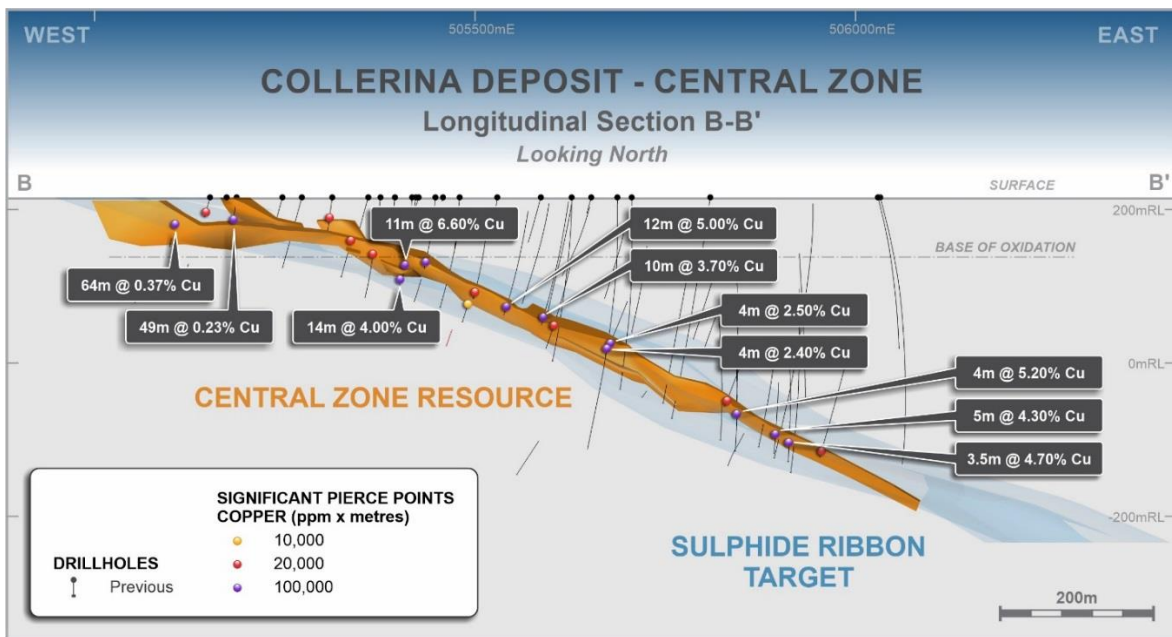 WEST
505500mE
506000mE
EAST
COLLERINA DEPOSIT - CENTRAL ZONE
Longitudinal Section B-B'
Looking North
B
SURFACE
B'
200mRL
11m @ 6.60% Cu
12m @ 5.00% Cu
BASE OF OXIDATION
10m @ 3.70% Cu
64m @ 0.37% Cu
49m @ 0.23% Cu
14m @ 4.00% Cu
4m @ 2.50% Cu
4m @ 2.40% Cu
0mRL
4m @ 5.20% Cu
CENTRAL ZONE RESOURCE
5m @ 4.30% Cu
3.5m @ 4.70% Cu
SIGNIFICANT PIERCE POINTS
COPPER (ppm x metres)
10,000
20,000
100,000
DRILLHOLES
Previous
-200mRL
SULPHIDE RIBBON
TARGET
200m